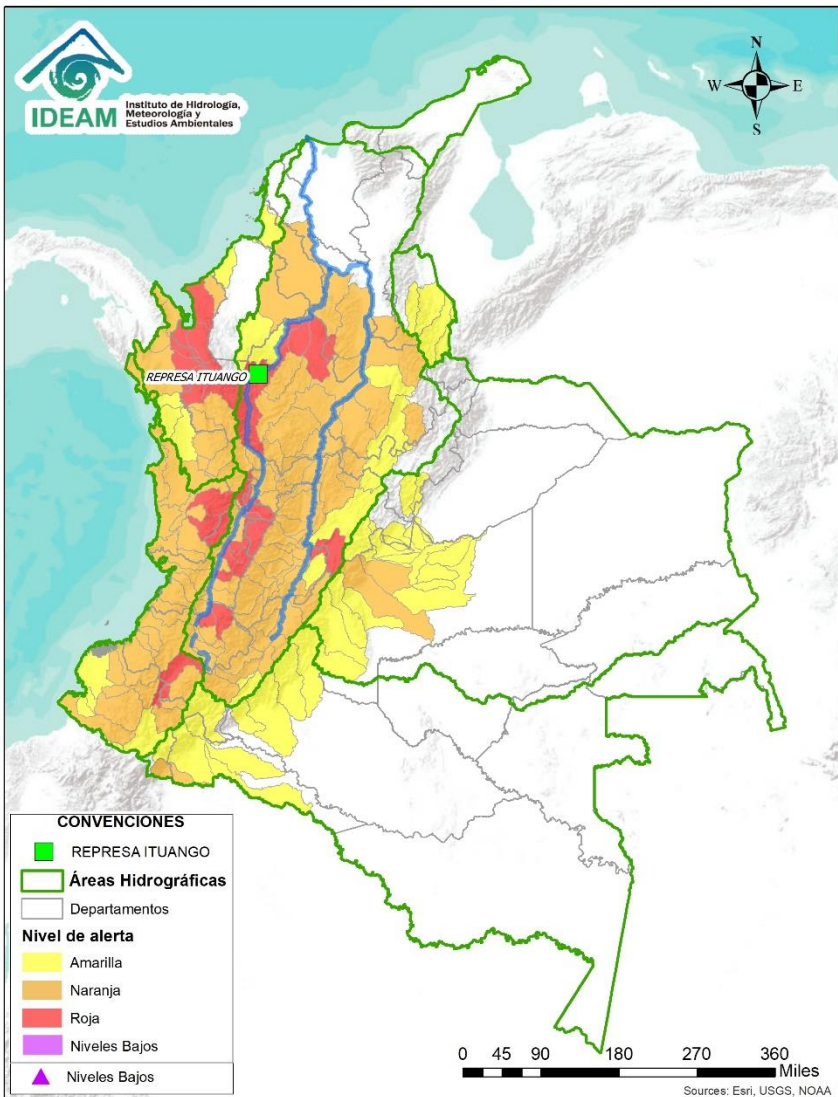 IDEAM
Instituto de Hidrología,
Meteorología y
Estudios Ambientales
N
W
E
S
REPRESA ITUANGO
CONVENCIONES
REPRESA ITUANGO
Áreas Hidrográficas
Departamentos
Nivel de alerta
Amarilla
Naranja
Roja
Niveles Bajos
Niveles Bajos
0 45 90 180 270 360
Miles
Sources: Esri, USGS, NOAA